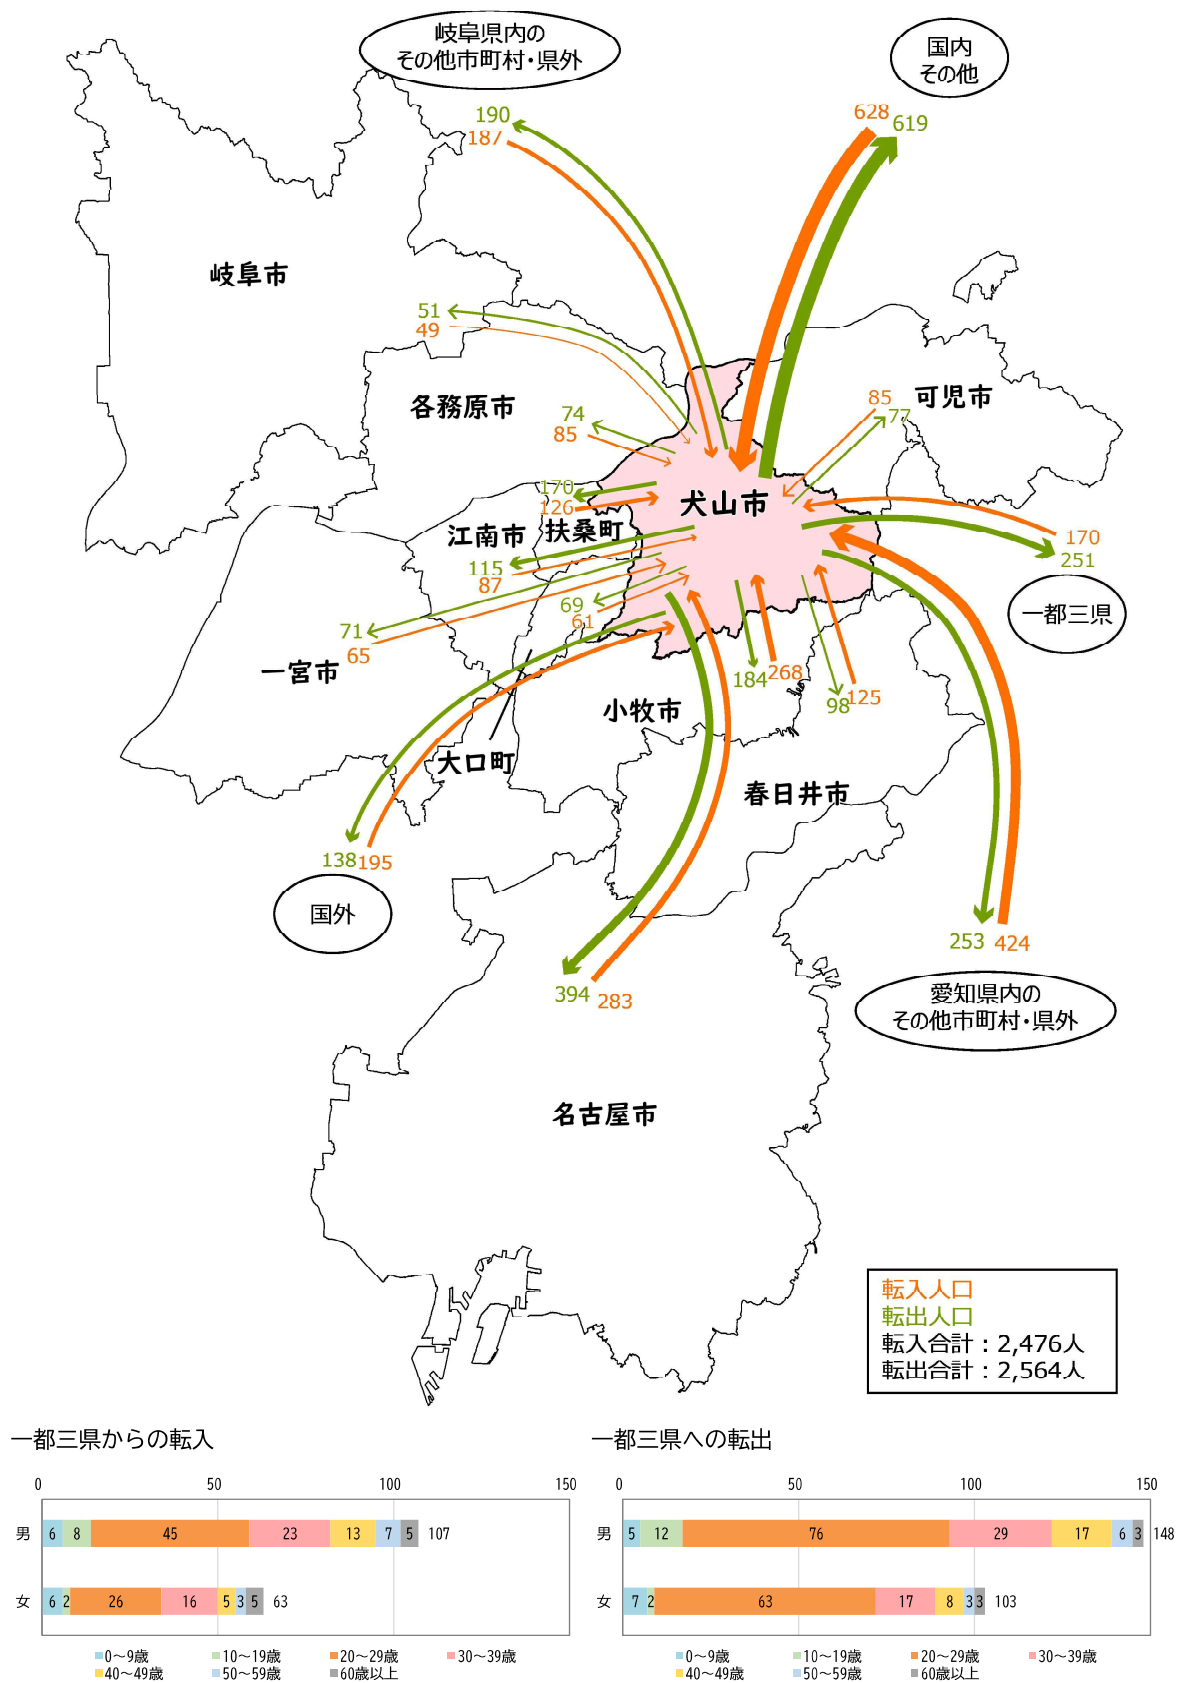 岐阜県内の
その他市町村・県外
国内
その他
190
187
628
619
岐阜市
51
49
各務原市
74
85
85
77
可児市
170
126
犬山市
江南市
扶桑町
115
87
170
251
一都三県
69
61
71
65
一宮市
184
268
98
125
小牧市
大口町
春日井市
138
195
国外
253
424
394
283
愛知県内の
その他市町村・県外
名古屋市
転入人口
転出人口
転入合計：2,476人
転出合計：2,564人
一都三県からの転入
0 50 100 150
男 6 8 45 23 13 7 5 107
女 6 2 26 16 5 3 5 63
0～9歳 10～19歳 20～29歳 30～39歳
40～49歳 50～59歳 60歳以上
一都三県への転出
0 50 100 150
男 5 12 76 29 17 6 3 148
女 7 2 63 17 8 3 3 103
0～9歳 10～19歳 20～29歳 30～39歳
40～49歳 50～59歳 60歳以上